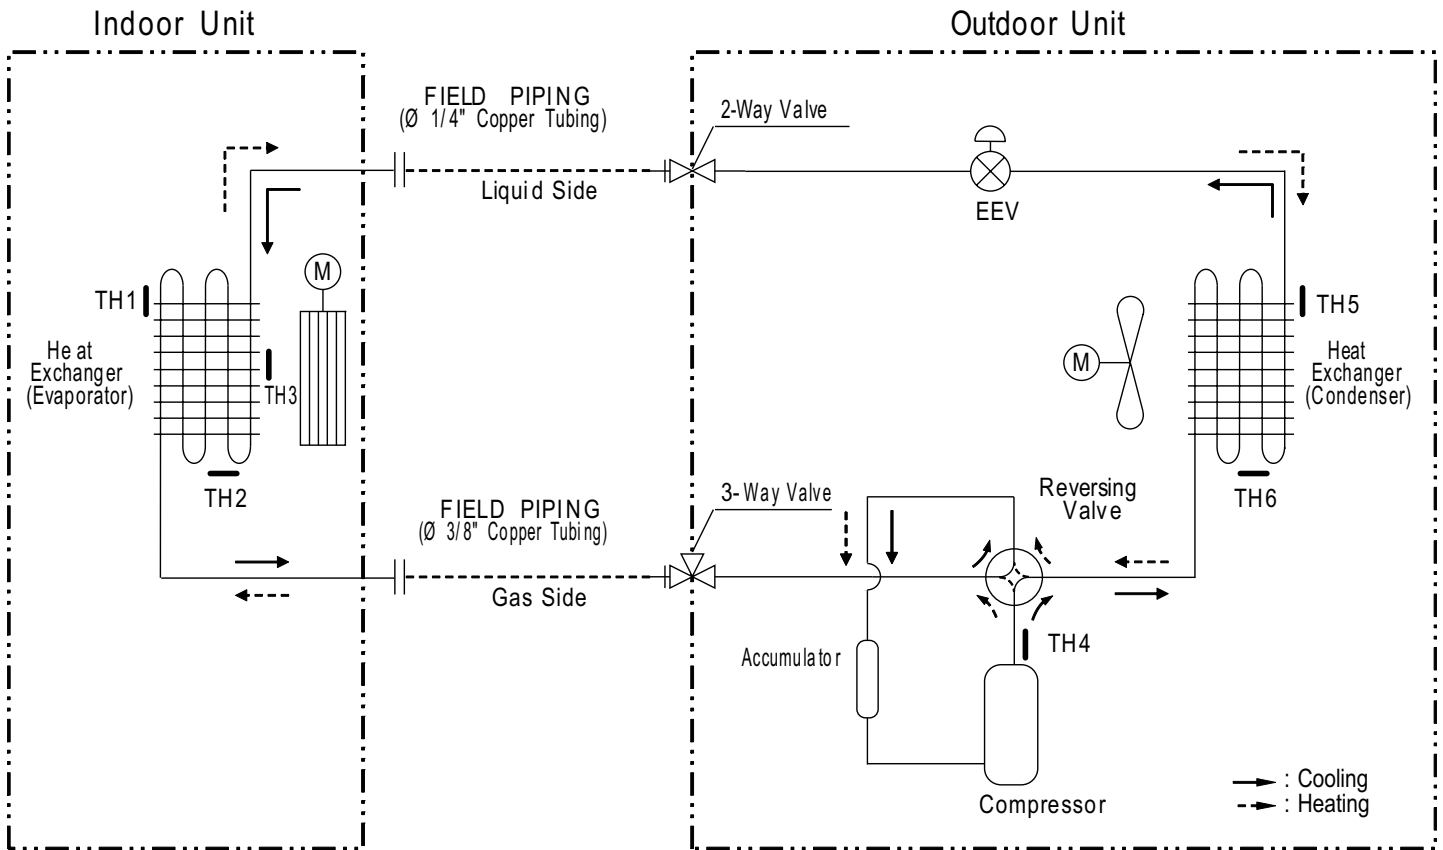 Indoor Unit
Outdoor Unit
FIELD PIPING
(Ø 1/4" Copper Tubing)
2-Way Valve
Liquid Side
EEV
M
TH1
TH5
He at
Exchanger
(Evaporator)
TH3
M
Heat
Exchanger
(Condenser)
TH2
TH6
FIELD PIPING
(Ø 3/8" Copper Tubing)
3-Way Valve
Reversing
Valve
Gas Side
TH4
Accumulator
Compressor
: Cooling
: Heating